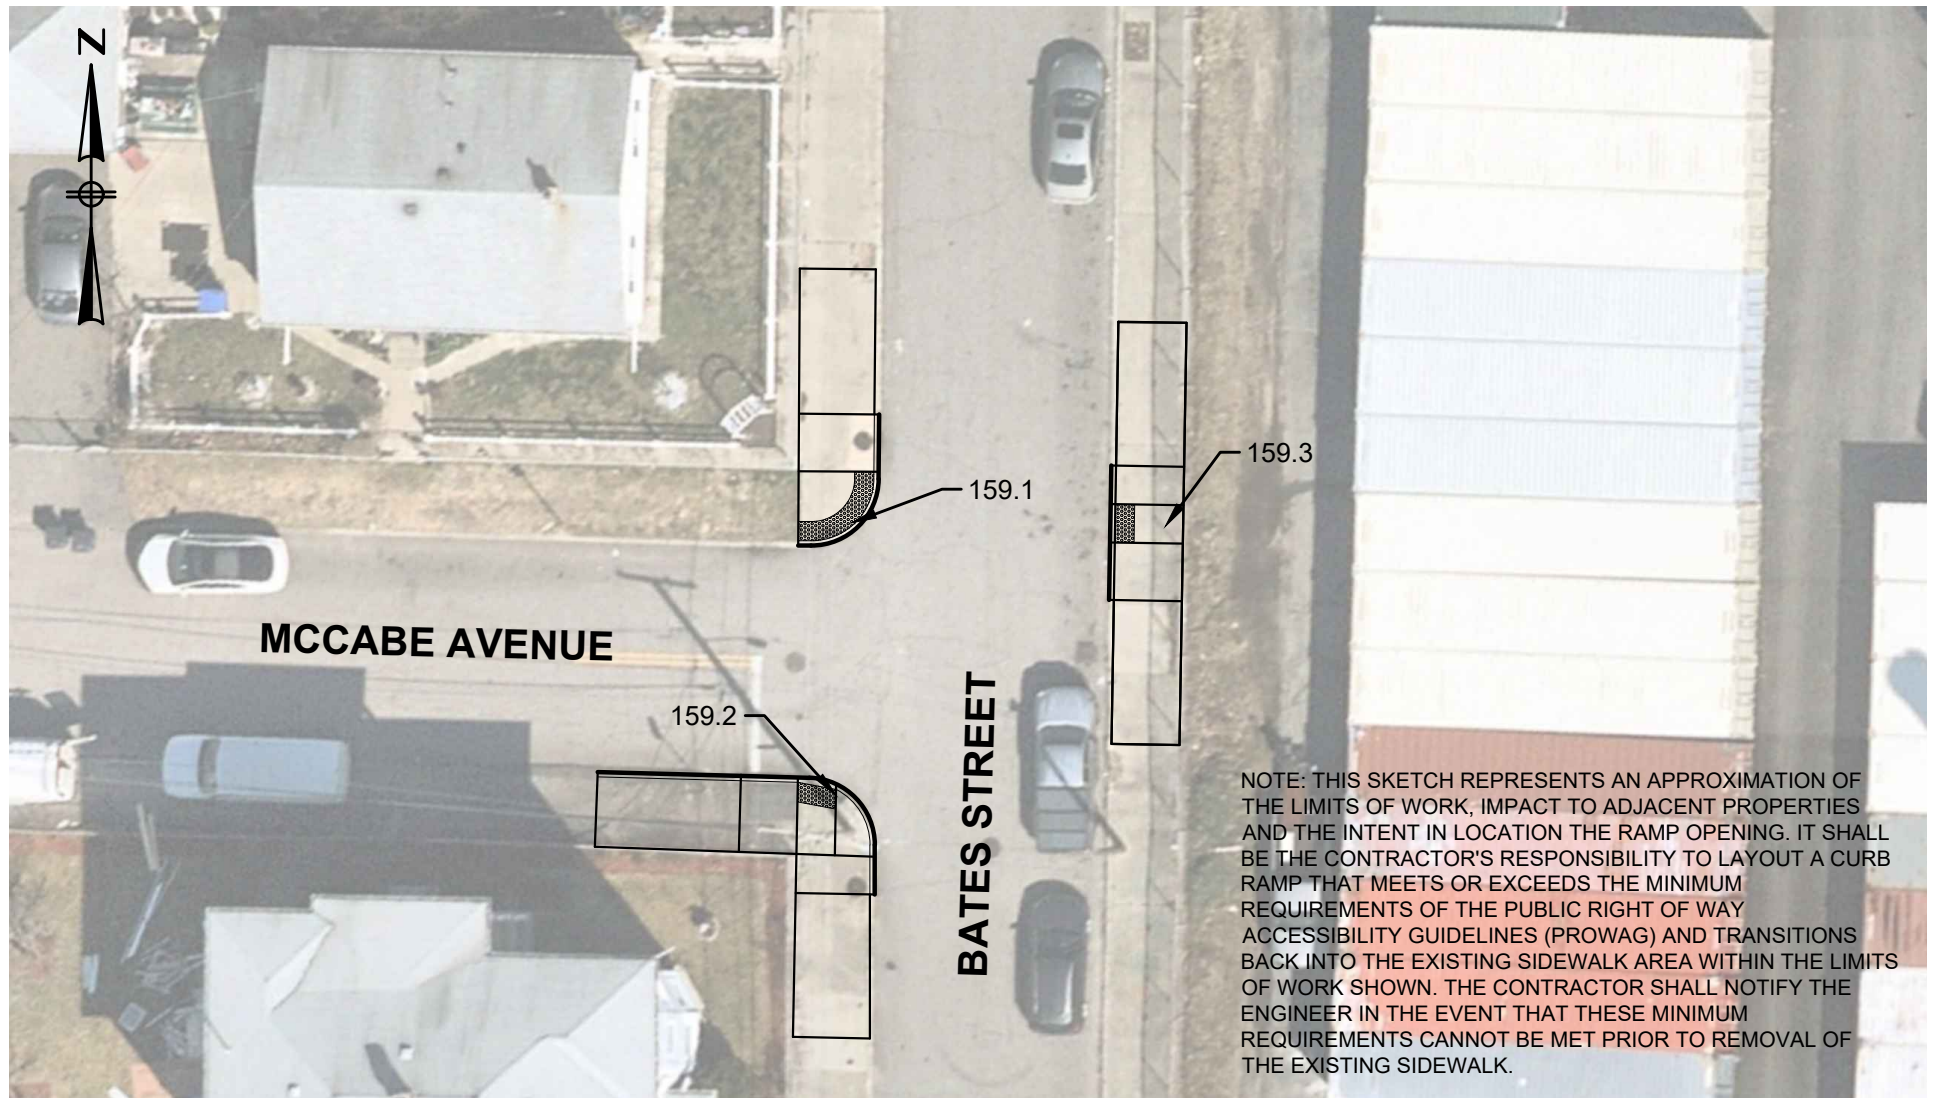 N
159.1
159.3
MCCABE AVENUE
159.2
BATES STREET
NOTE: THIS SKETCH REPRESENTS AN APPROXIMATION OF
THE LIMITS OF WORK, IMPACT TO ADJACENT PROPERTIES
AND THE INTENT IN LOCATION THE RAMP OPENING. IT SHALL
BE THE CONTRACTOR'S RESPONSIBILITY TO LAYOUT A CURB
RAMP THAT MEETS OR EXCEEDS THE MINIMUM
REQUIREMENTS OF THE PUBLIC RIGHT OF WAY
ACCESSIBILITY GUIDELINES (PROWAG) AND TRANSITIONS
BACK INTO THE EXISTING SIDEWALK AREA WITHIN THE LIMITS
OF WORK SHOWN. THE CONTRACTOR SHALL NOTIFY THE
ENGINEER IN THE EVENT THAT THESE MINIMUM
REQUIREMENTS CANNOT BE MET PRIOR TO REMOVAL OF
THE EXISTING SIDEWALK.